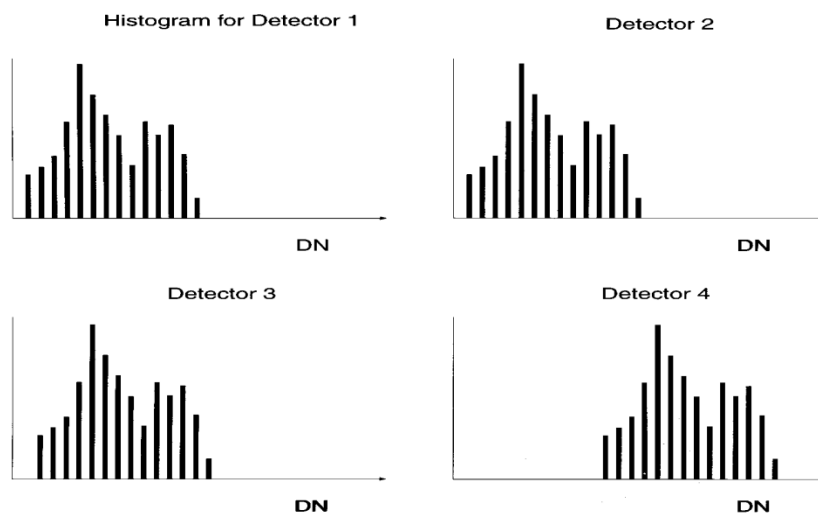 Histogram for Detector 1
Detector 2
DN
DN
Detector 3
Detector 4
DN
DN